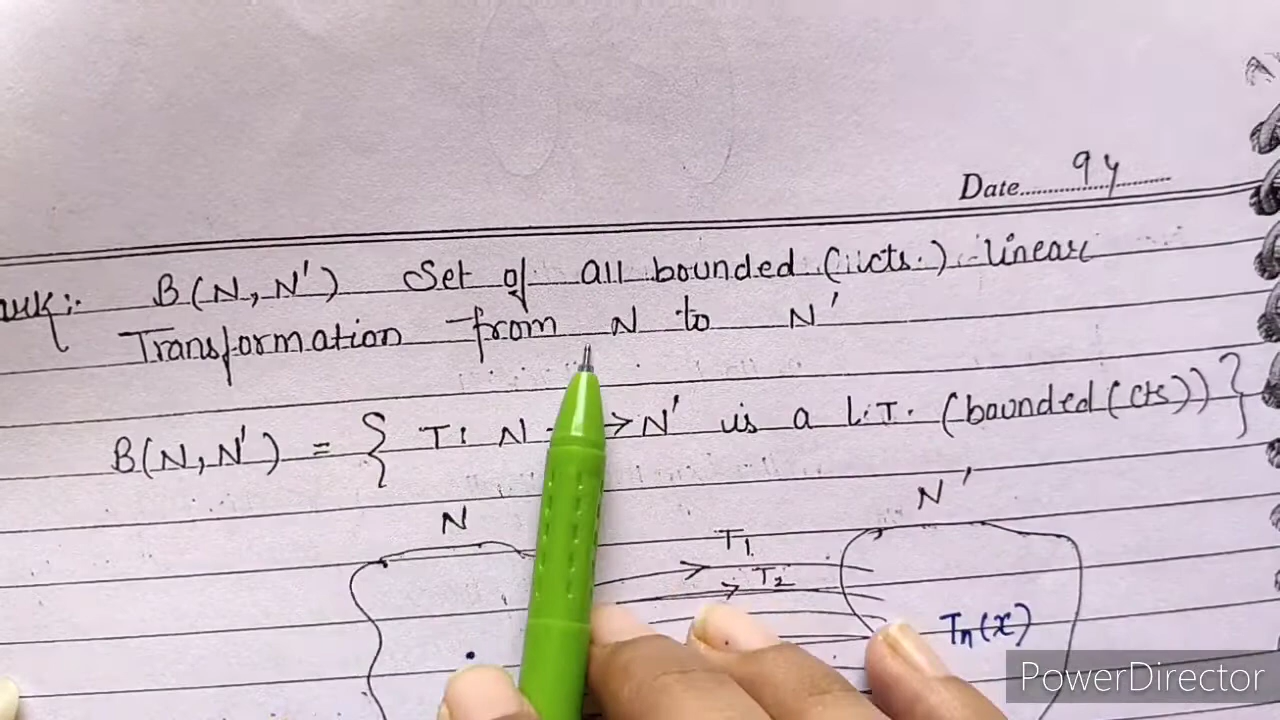 Date 94
B(N, N') Set of all bounded (cts.) linear
Transformation from N to N'
B(N, N') = { T: N → N' is a L.T. (bounded (cts)) }
N N'
T1
T2
Tn(x)
PowerDirector